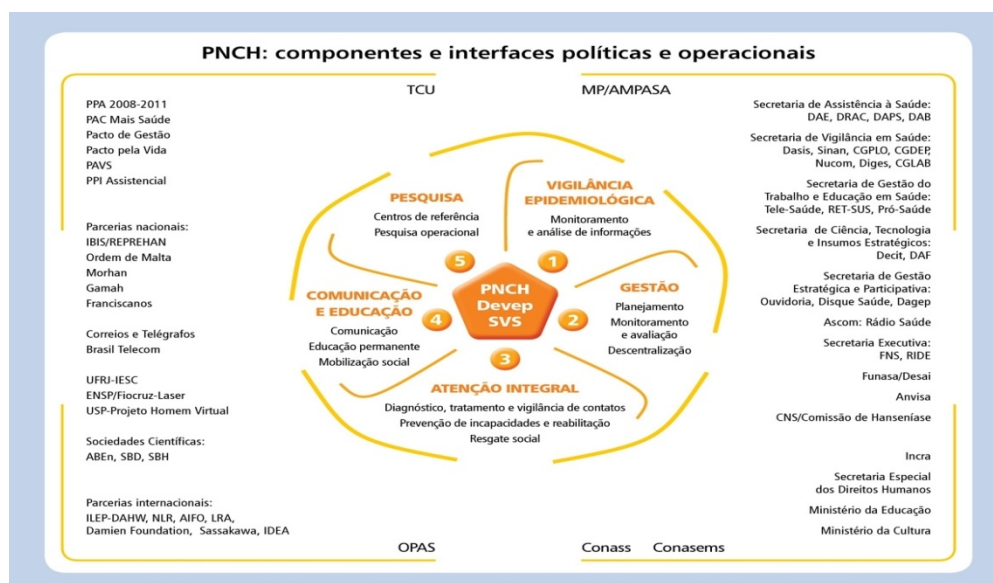 PNCH: componentes e interfaces políticas e operacionais
TCU
MP/AMPASA
PPA 2008-2011
PAC Mais Saúde
Pacto de Gestão
Pacto pela Vida
PAVS
PPI Assistencial
Parcerias nacionais:
IBIS/REPREHAN
Ordem de Malta
Morhan
Gamah
Franciscanos
Correios e Telégrafos
Brasil Telecom
UFRJ-IESC
ENSP/Fiocruz-Laser
USP-Projeto Homem Virtual
Sociedades Científicas:
ABEn, SBD, SBH
Parcerias internacionais:
ILEP-DAHW, NLR, AIFO, LRA,
Damien Foundation, Sassakawa, IDEA
PESQUISA
Centros de referência
Pesquisa operacional
5
VIGILÂNCIA
EPIDEMIOLÓGICA
Monitoramento
e análise de informações
1
COMUNICAÇÃO
E EDUCAÇÃO
Comunicação
Educação permanente
Mobilização social
4
PNCH
Devep
SVS
GESTÃO
Planejamento
Monitoramento
e avaliação
Descentralização
2
3
ATENÇÃO INTEGRAL
Diagnóstico, tratamento e vigilância de contatos
Prevenção de incapacidades e reabilitação
Resgate social
Secretaria de Assistência à Saúde:
DAE, DRAC, DAPS, DAB
Secretaria de Vigilância em Saúde:
Dasis, Sinan, CGPLO, CGDEP,
Nucom, Diges, CGLAB
Secretaria de Gestão do
Trabalho e Educação em Saúde:
Tele-Saúde, RET-SUS, Pró-Saúde
Secretaria de Ciência, Tecnologia
e Insumos Estratégicos:
Decit, DAF
Secretaria de Gestão
Estratégica e Participativa:
Ouvidoria, Disque Saúde, Dagep
Ascom: Rádio Saúde
Secretaria Executiva:
FNS, RIDE
Funasa/Desai
Anvisa
CNS/Comissão de Hanseníase
Incra
Secretaria Especial
dos Direitos Humanos
Ministério da Educação
Ministério da Cultura
OPAS
Conass Conasems